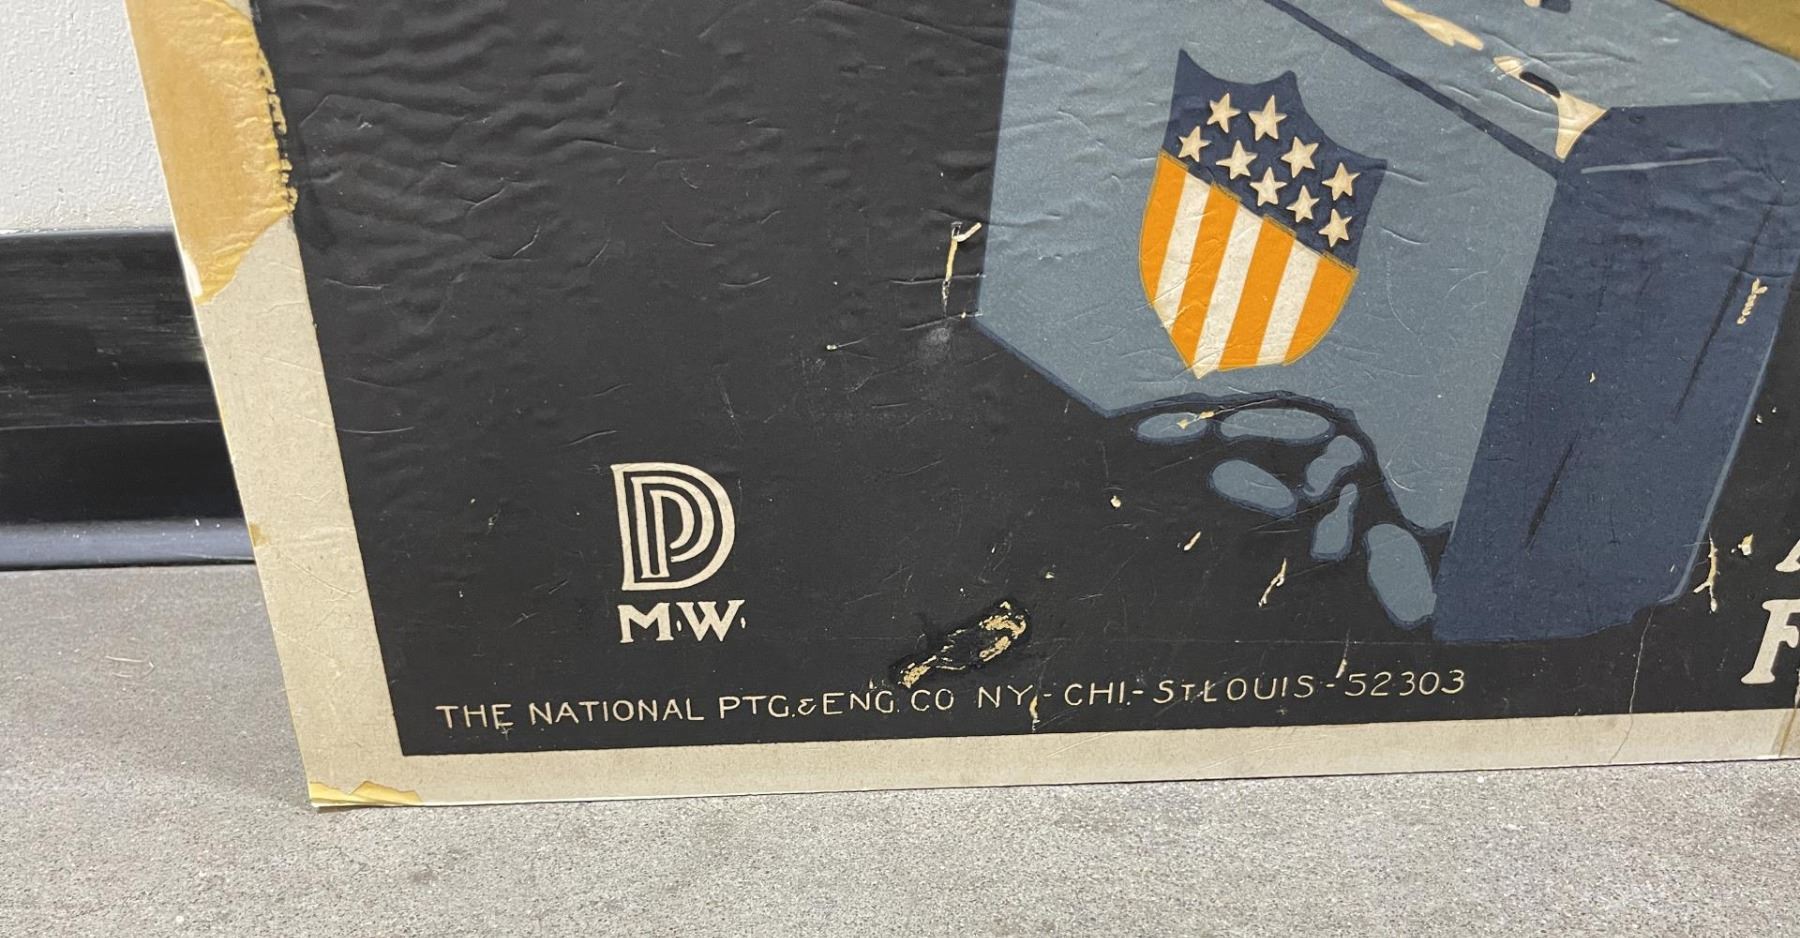 DP
M.W.
THE NATIONAL PTG. & ENG. CO NY.- CHI.- ST LOUIS - 52303
F